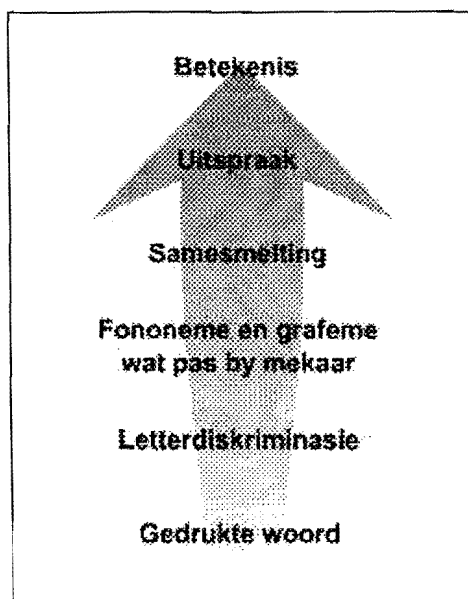 Betekenis
Uitspraak
Samesmelting
Fononeme en grafeme
wat pas by mekaar
Letterdiskriminasie
Gedrukte woord